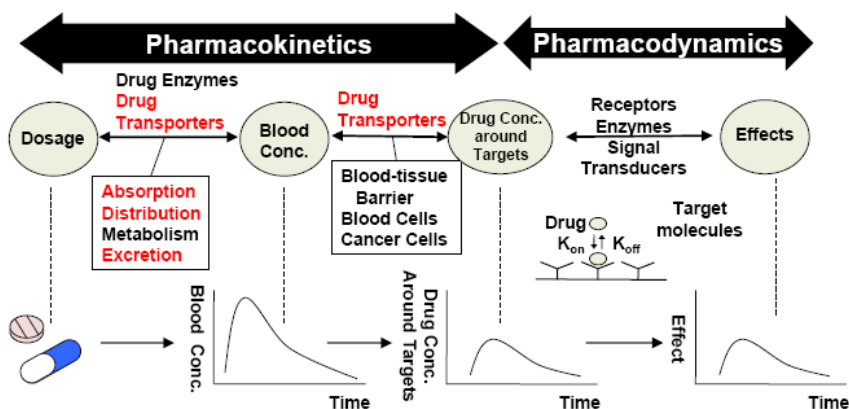 Pharmacokinetics
Pharmacodynamics
Drug Enzymes
Drug
Transporters
Drug
Transporters
Receptors
Enzymes
Signal
Transducers
Dosage
Blood
Conc.
Drug Conc.
around
Targets
Effects
Absorption
Distribution
Metabolism
Excretion
Blood-tissue
Barrier
Blood Cells
Cancer Cells
Drug
Kon
Koff
Target
molecules
Blood Conc.
Time
Drug Conc.
Around Targets
Time
Effect
Time